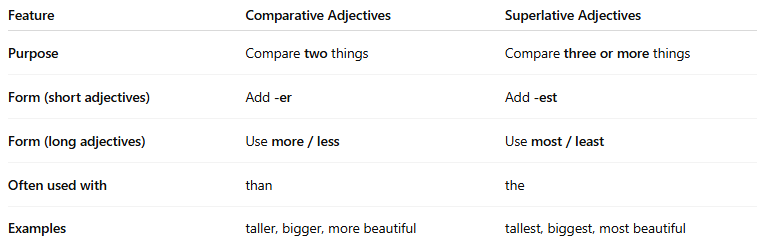 Feature Comparative Adjectives Superlative Adjectives
Purpose Compare two things Compare three or more things
Form (short adjectives) Add -er Add -est
Form (long adjectives) Use more / less Use most / least
Often used with than the
Examples taller, bigger, more beautiful tallest, biggest, most beautiful